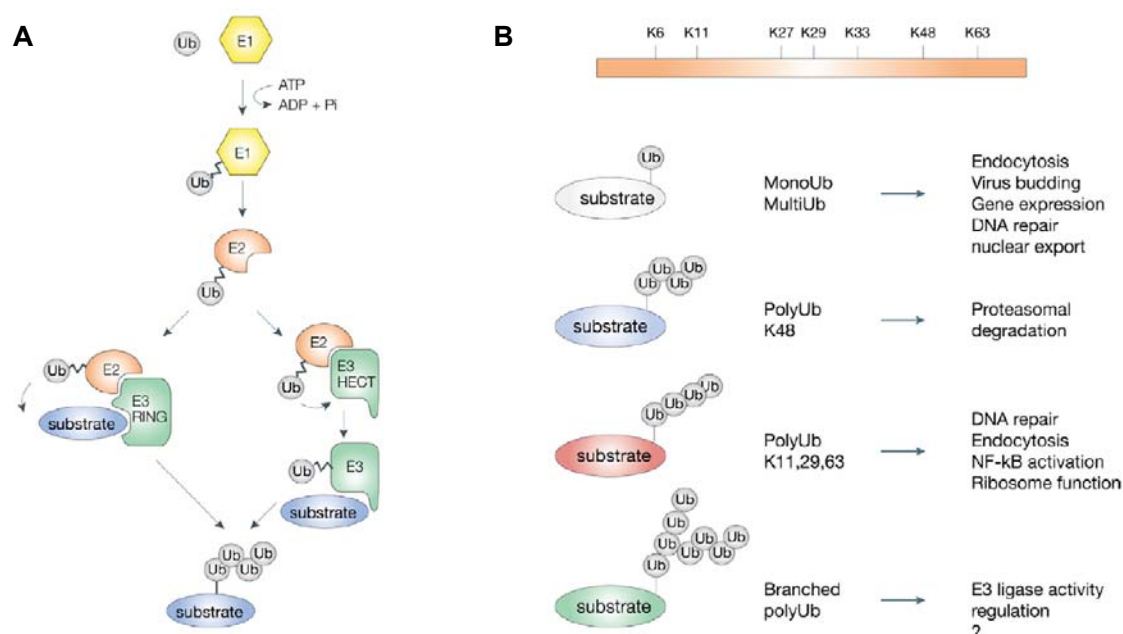 A
Ub
E1
ATP
ADP + Pi
E1
Ub
E2
Ub
Ub
E2
E3
RING
substrate
E2
E3
HECT
Ub
Ub
E3
substrate
Ub Ub Ub Ub
substrate
B
K6 K11 K27 K29 K33 K48 K63
Ub
substrate
MonoUb
MultiUb
Endocytosis
Virus budding
Gene expression
DNA repair
nuclear export
Ub Ub Ub Ub
substrate
PolyUb
K48
Proteasomal
degradation
Ub Ub Ub Ub
substrate
PolyUb
K11,29,63
DNA repair
Endocytosis
NF-kB activation
Ribosome function
Ub
Ub
Ub Ub Ub
Ub Ub
Ub
substrate
Branched
polyUb
E3 ligase activity
regulation
?